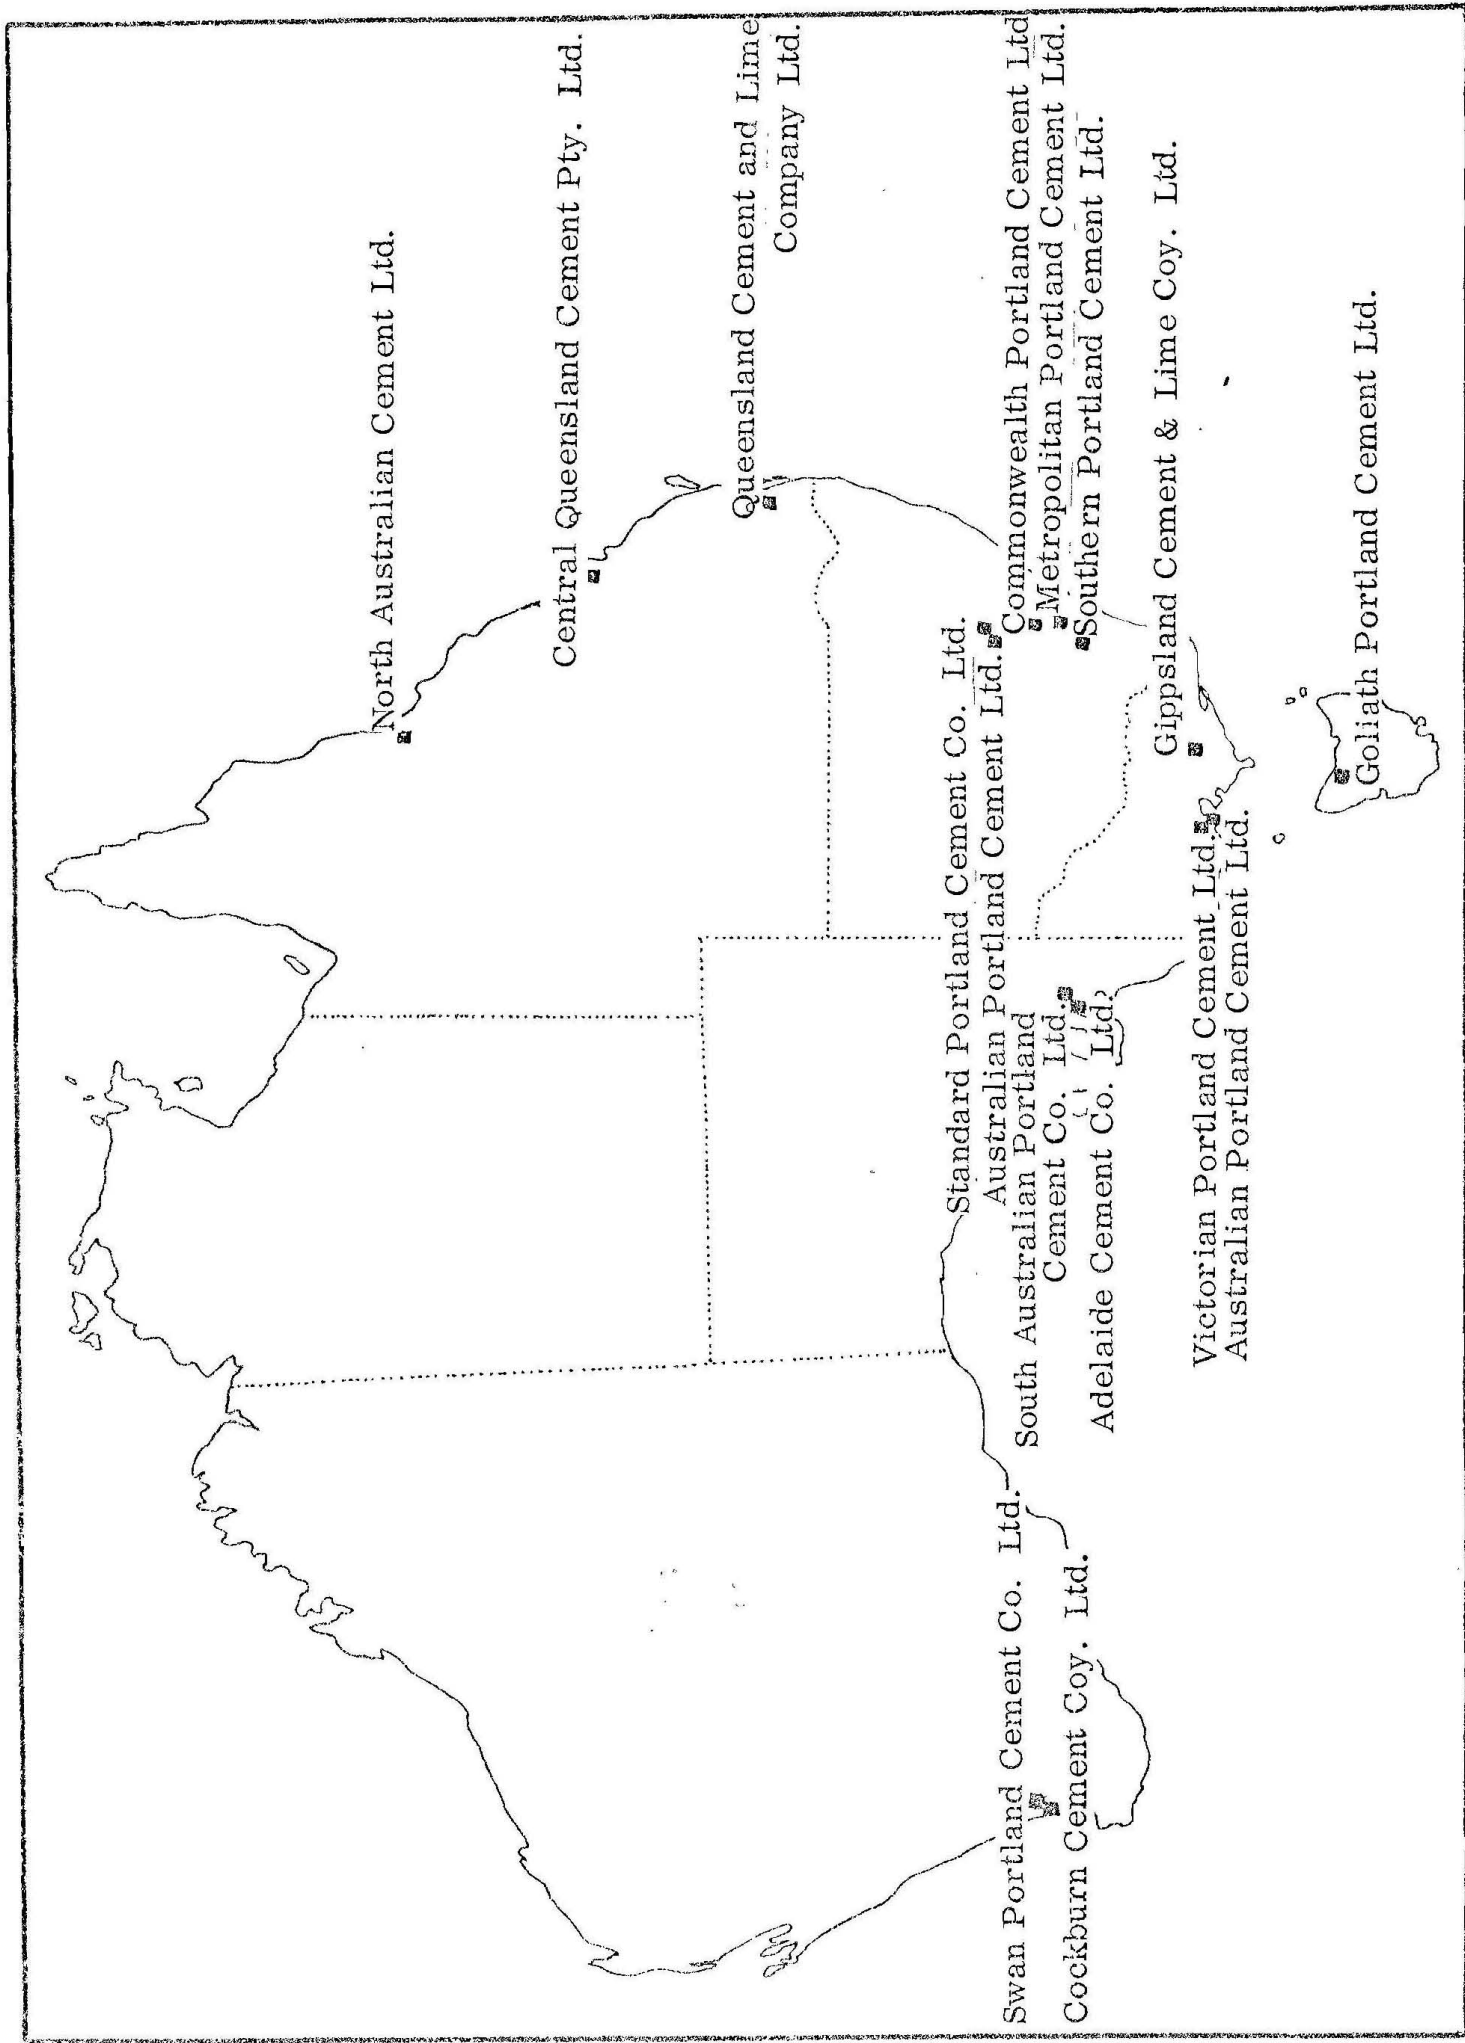 North Australian Cement Ltd.
Central Queensland Cement Pty. Ltd.
Queensland Cement and Lime
Company Ltd.
Standard Portland Cement Co. Ltd.
Australian Portland Cement Ltd.
Commonwealth Portland Cement Ltd
Metropolitan Portland Cement Ltd.
Southern Portland Cement Ltd.
South Australian Portland
Cement Co. Ltd.
Adelaide Cement Co. Ltd.
Swan Portland Cement Co. Ltd.
Cockburn Cement Coy. Ltd.
Gippsland Cement & Lime Coy. Ltd.
Victorian Portland Cement Ltd.
Australian Portland Cement Ltd.
Goliath Portland Cement Ltd.